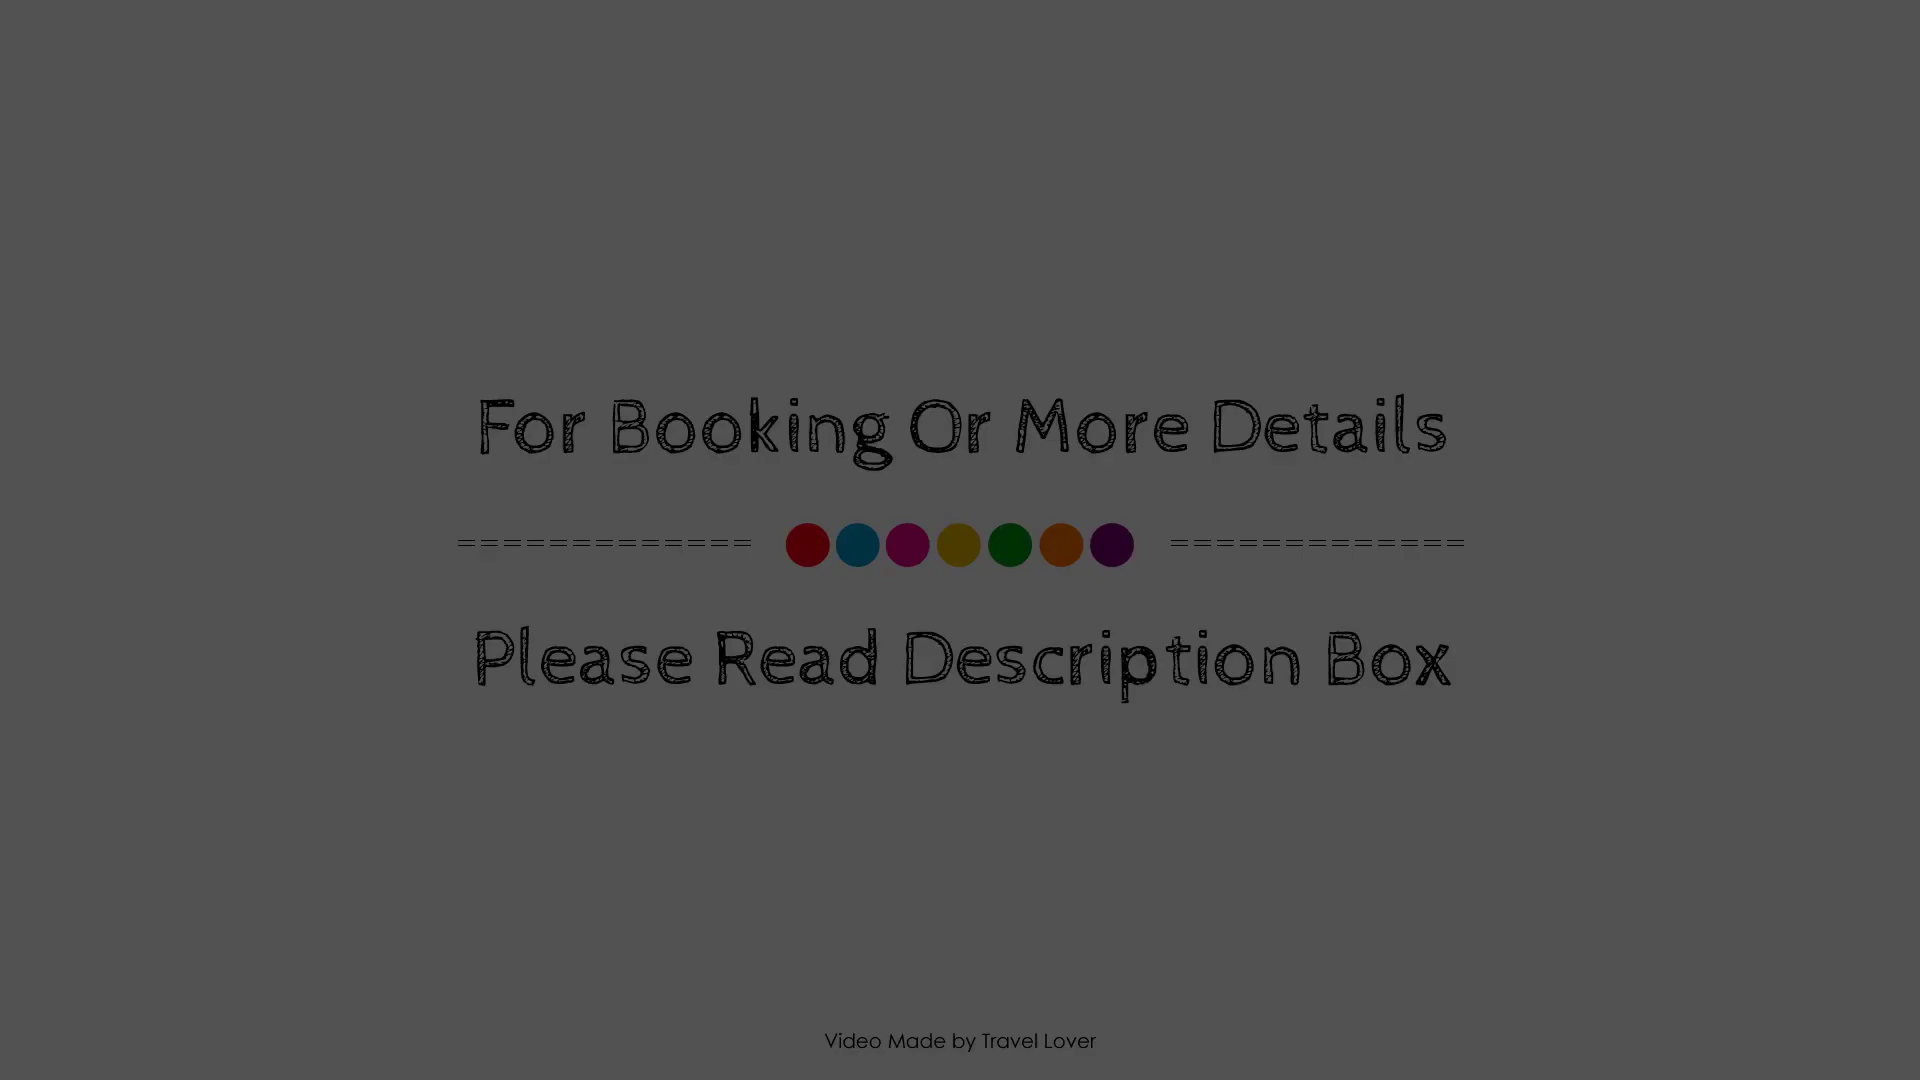 For Booking Or More Details
============= =============
Please Read Description Box
Video Made by Travel Lover